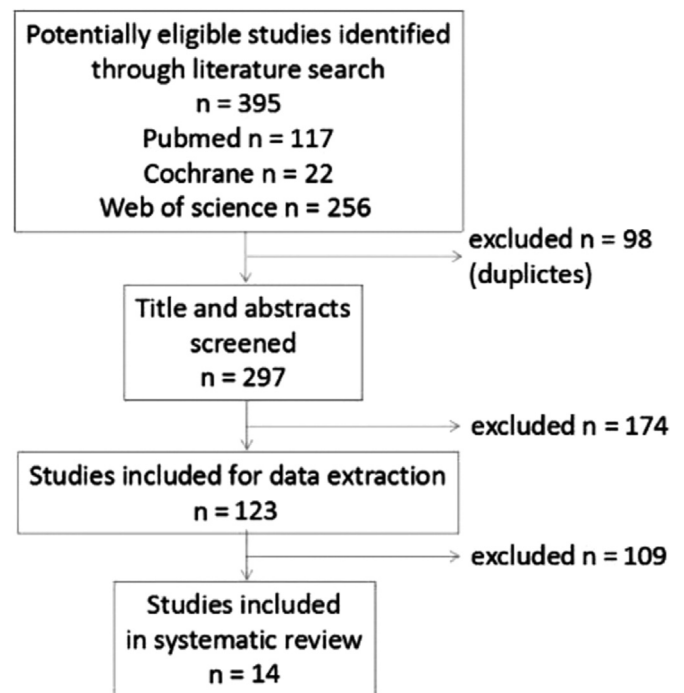 Potentially eligible studies identified
through literature search
n = 395
Pubmed n = 117
Cochrane n = 22
Web of science n = 256
excluded n = 98
(duplictes)
Title and abstracts
screened
n = 297
excluded n = 174
Studies included for data extraction
n = 123
excluded n = 109
Studies included
in systematic review
n = 14